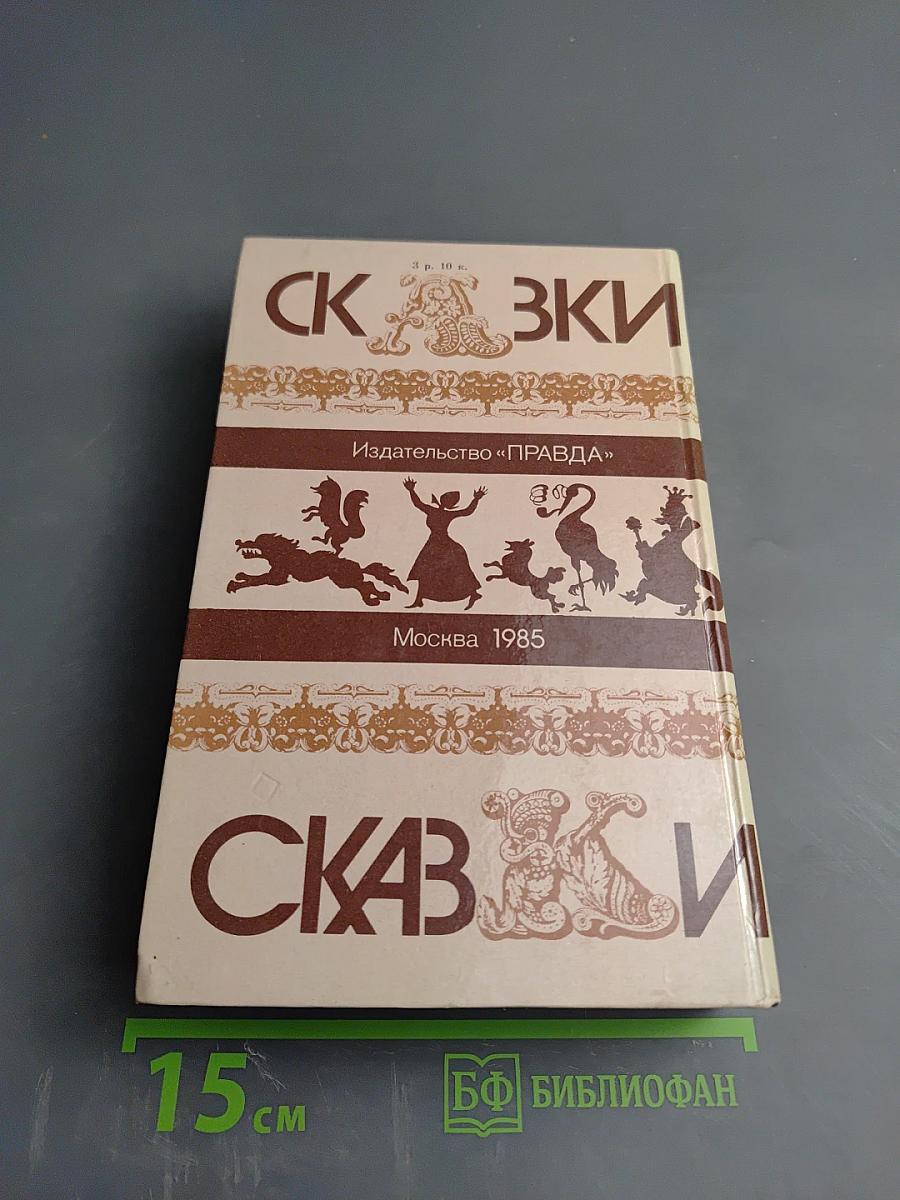 3 р. 10 к.
СКАЗКИ
Издательство «ПРАВДА»
Москва 1985
СКАЗКИ
15 см
БФ БИБЛИОФАН